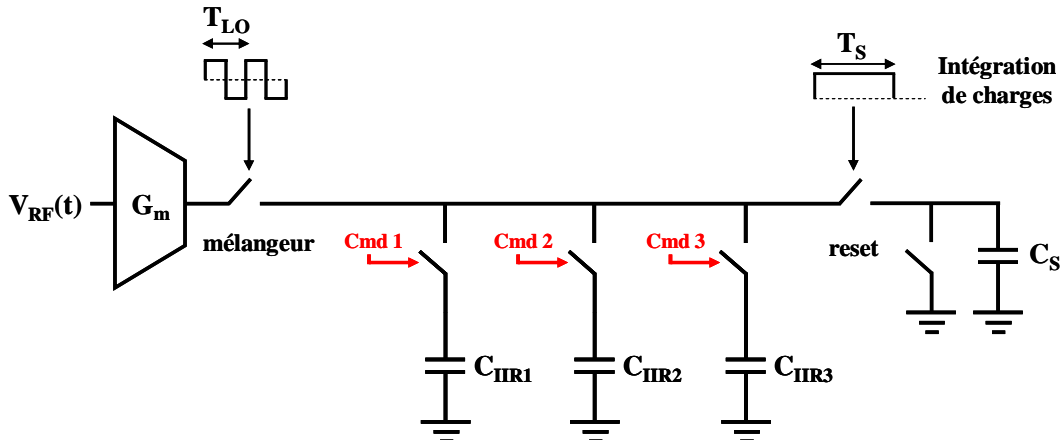 T_LO
T_S
Intégration
de charges
V_RF(t)
G_m
mélangeur
Cmd 1
Cmd 2
Cmd 3
reset
C_S
C_IIR1
C_IIR2
C_IIR3